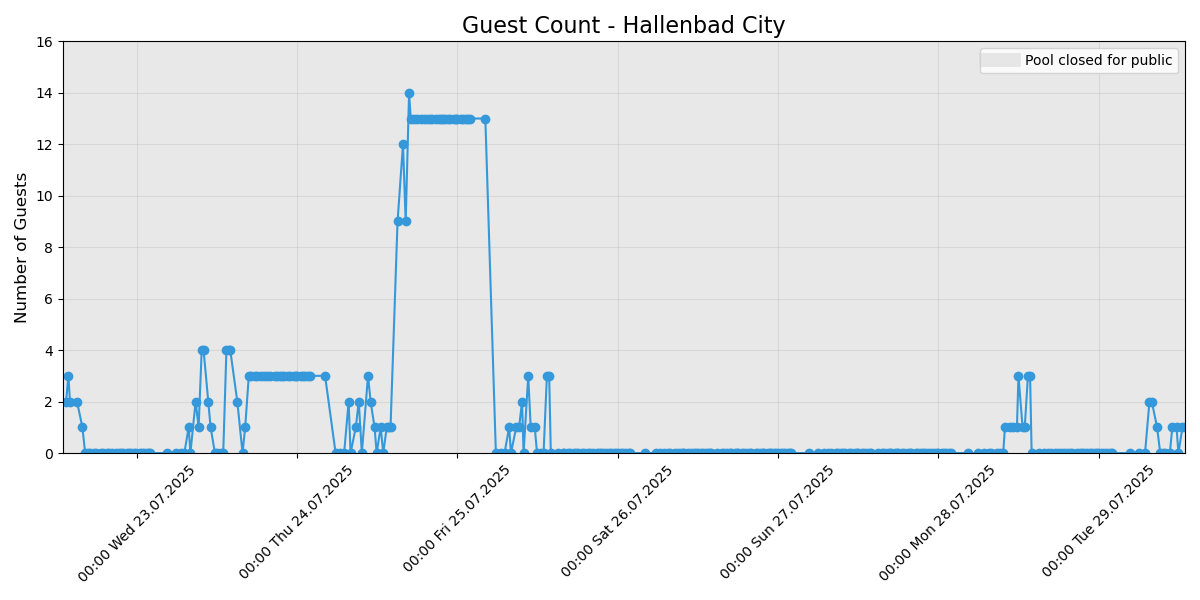 Guest Count - Hallenbad City
Pool closed for public
Number of Guests
16
14
12
10
8
6
4
2
0
00:00 Wed 23.07.2025
00:00 Thu 24.07.2025
00:00 Fri 25.07.2025
00:00 Sat 26.07.2025
00:00 Sun 27.07.2025
00:00 Mon 28.07.2025
00:00 Tue 29.07.2025